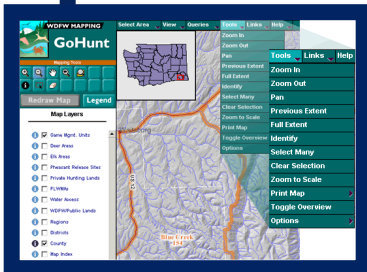 WDFW MAPPING
GoHunt
Mapping Tools
Redraw Map Legend
Map Layers
Game Mgmt. Units
Deer Areas
Elk Areas
Pheasant Release Sites
Private Hunting Lands
FLWMAs
Water Access
WDFW/Public Lands
Regions
Districts
County
Map Index
Select Area View Queries Tools Links Help
Zoom In
Zoom Out
Pan
Previous Extent
Full Extent
Identify
Select Many
Clear Selection
Zoom to Scale
Print Map
Toggle Overview
Options
Tools Links Help
Zoom In
Zoom Out
Pan
Previous Extent
Full Extent
Identify
Select Many
Clear Selection
Zoom to Scale
Print Map
Toggle Overview
Options
Blue Creek